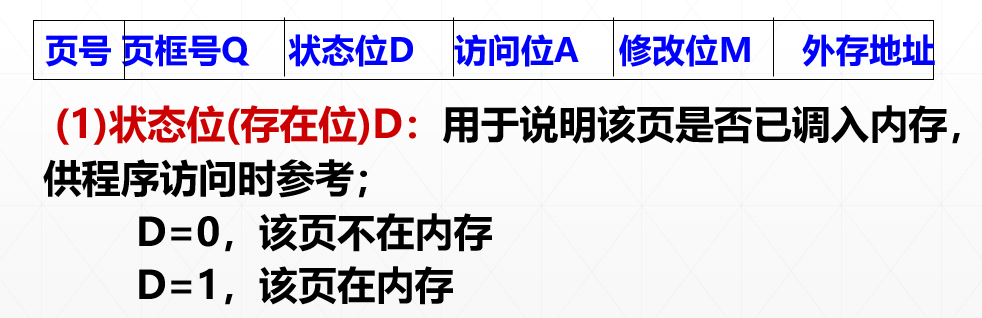 页号 页框号Q 状态位D 访问位A 修改位M 外存地址
(1)状态位(存在位)D：用于说明该页是否已调入内存，
供程序访问时参考；
D=0，该页不在内存
D=1，该页在内存